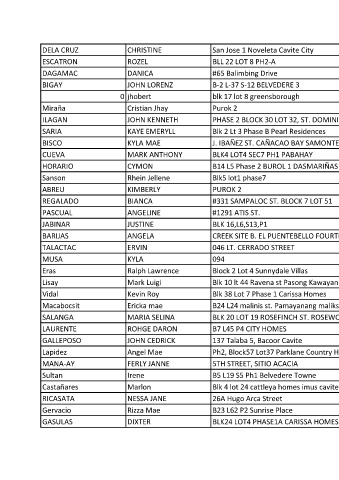 DELA CRUZ CHRISTINE San Jose 1 Noveleta Cavite City
ESCATRON ROZEL BLL 22 LOT 8 PH2-A
DAGAMAC DANICA #65 Balimbing Drive
BIGAY JOHN LORENZ B-2 L-37 S-12 BELVEDERE 3
0 jhobert blk 17 lot 8 greensborough
Miraña Cristian Jhay Purok 2
ILAGAN JOHN KENNETH PHASE 2 BLOCK 30 LOT 32, ST. DOMINI
SARIA KAYE EMERYLL Blk 2 Lt 3 Phase B Pearl Residences
BISCO KYLA MAE J. IBAÑEZ ST. CAÑACAO BAY SAMONTE
CUEVA MARK ANTHONY BLK4 LOT4 SEC7 PH1 PABAHAY
HORARIO CYMON B14 L5 Phase 2 BUROL 1 DASMARIÑAS
Sanson Rhein Jellene Blk5 lot1 phase7
ABREU KIMBERLY PUROK 2
REGALADO BIANCA #331 SAMPALOC ST. BLOCK 7 LOT 51
PASCUAL ANGELINE #1291 ATIS ST.
JABINAR JUSTINE BLK 16,L6,S13,P1
BARIJAS ANGELA CREEK SITE B. EL PUENTEBELLO FOURTI
TALACTAC ERVIN 046 LT. CERRADO STREET
MUSA KYLA 094
Eras Ralph Lawrence Block 2 Lot 4 Sunnydale Villas
Lisay Mark Luigi Blk 10 lt 44 Ravena st Pasong Kawayan
Vidal Kevin Roy Blk 38 Lot 7 Phase 1 Carissa Homes
Macabocsit Ericka mae B24 L24 malinis st. Pamayanang maliks
SALANGA MARIA SELINA BLK 20 LOT 19 ROSEFINCH ST. ROSEWO
LAURENTE ROHGE DARON B7 L45 P4 CITY HOMES
GALLEPOSO JOHN CEDRICK 137 Talaba 5, Bacoor Cavite
Lapidez Angel Mae Ph2, Block57 Lot37 Parklane Country H
MANA-AY FERLY JANNE 5TH STREET, SITIO ACACIA
Sultan Irene B5 L19 S5 Ph1 Belvedere Towne
Castañares Marlon Blk 4 lot 24 cattleya homes imus cavite
RICASATA NESSA JANE 26A Hugo Arca Street
Gervacio Rizza Mae B23 L62 P2 Sunrise Place
GASULAS DIXTER BLK24 LOT4 PHASE1A CARISSA HOMES